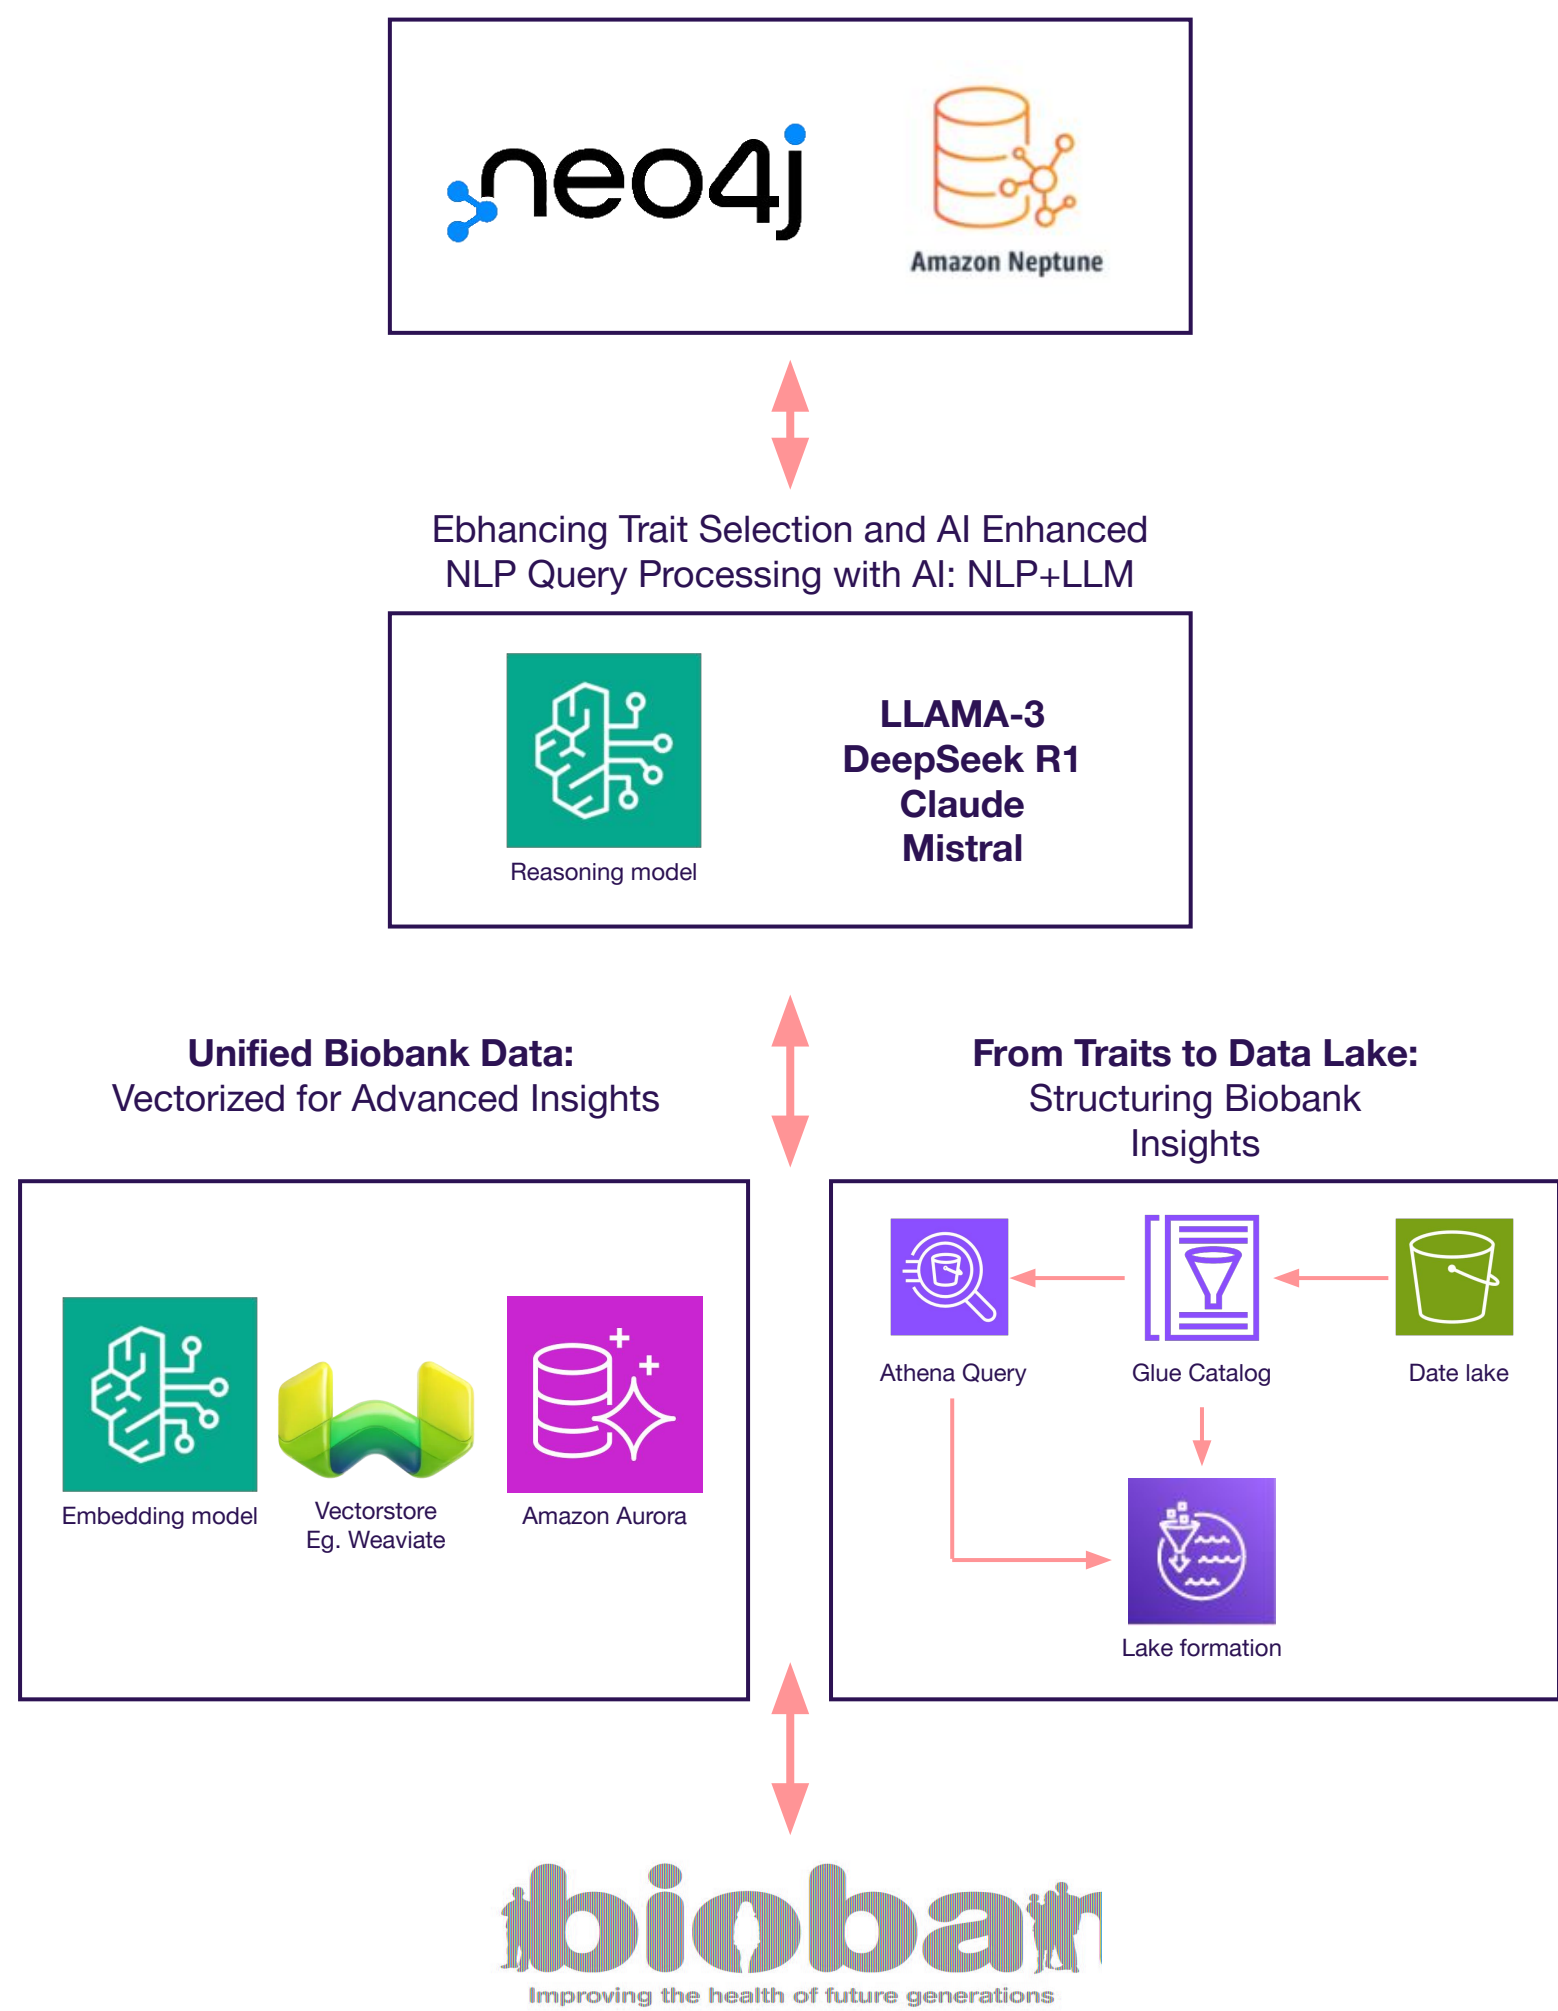 neo4j
Amazon Neptune
Ebhancing Trait Selection and AI Enhanced
NLP Query Processing with AI: NLP+LLM
LLAMA-3
DeepSeek R1
Claude
Mistral
Reasoning model
Unified Biobank Data:
Vectorized for Advanced Insights
From Traits to Data Lake:
Structuring Biobank
Insights
Embedding model
Vectorstore
Eg. Weaviate
Amazon Aurora
Athena Query
Glue Catalog
Date lake
Lake formation
bioban
Improving the health of future generations